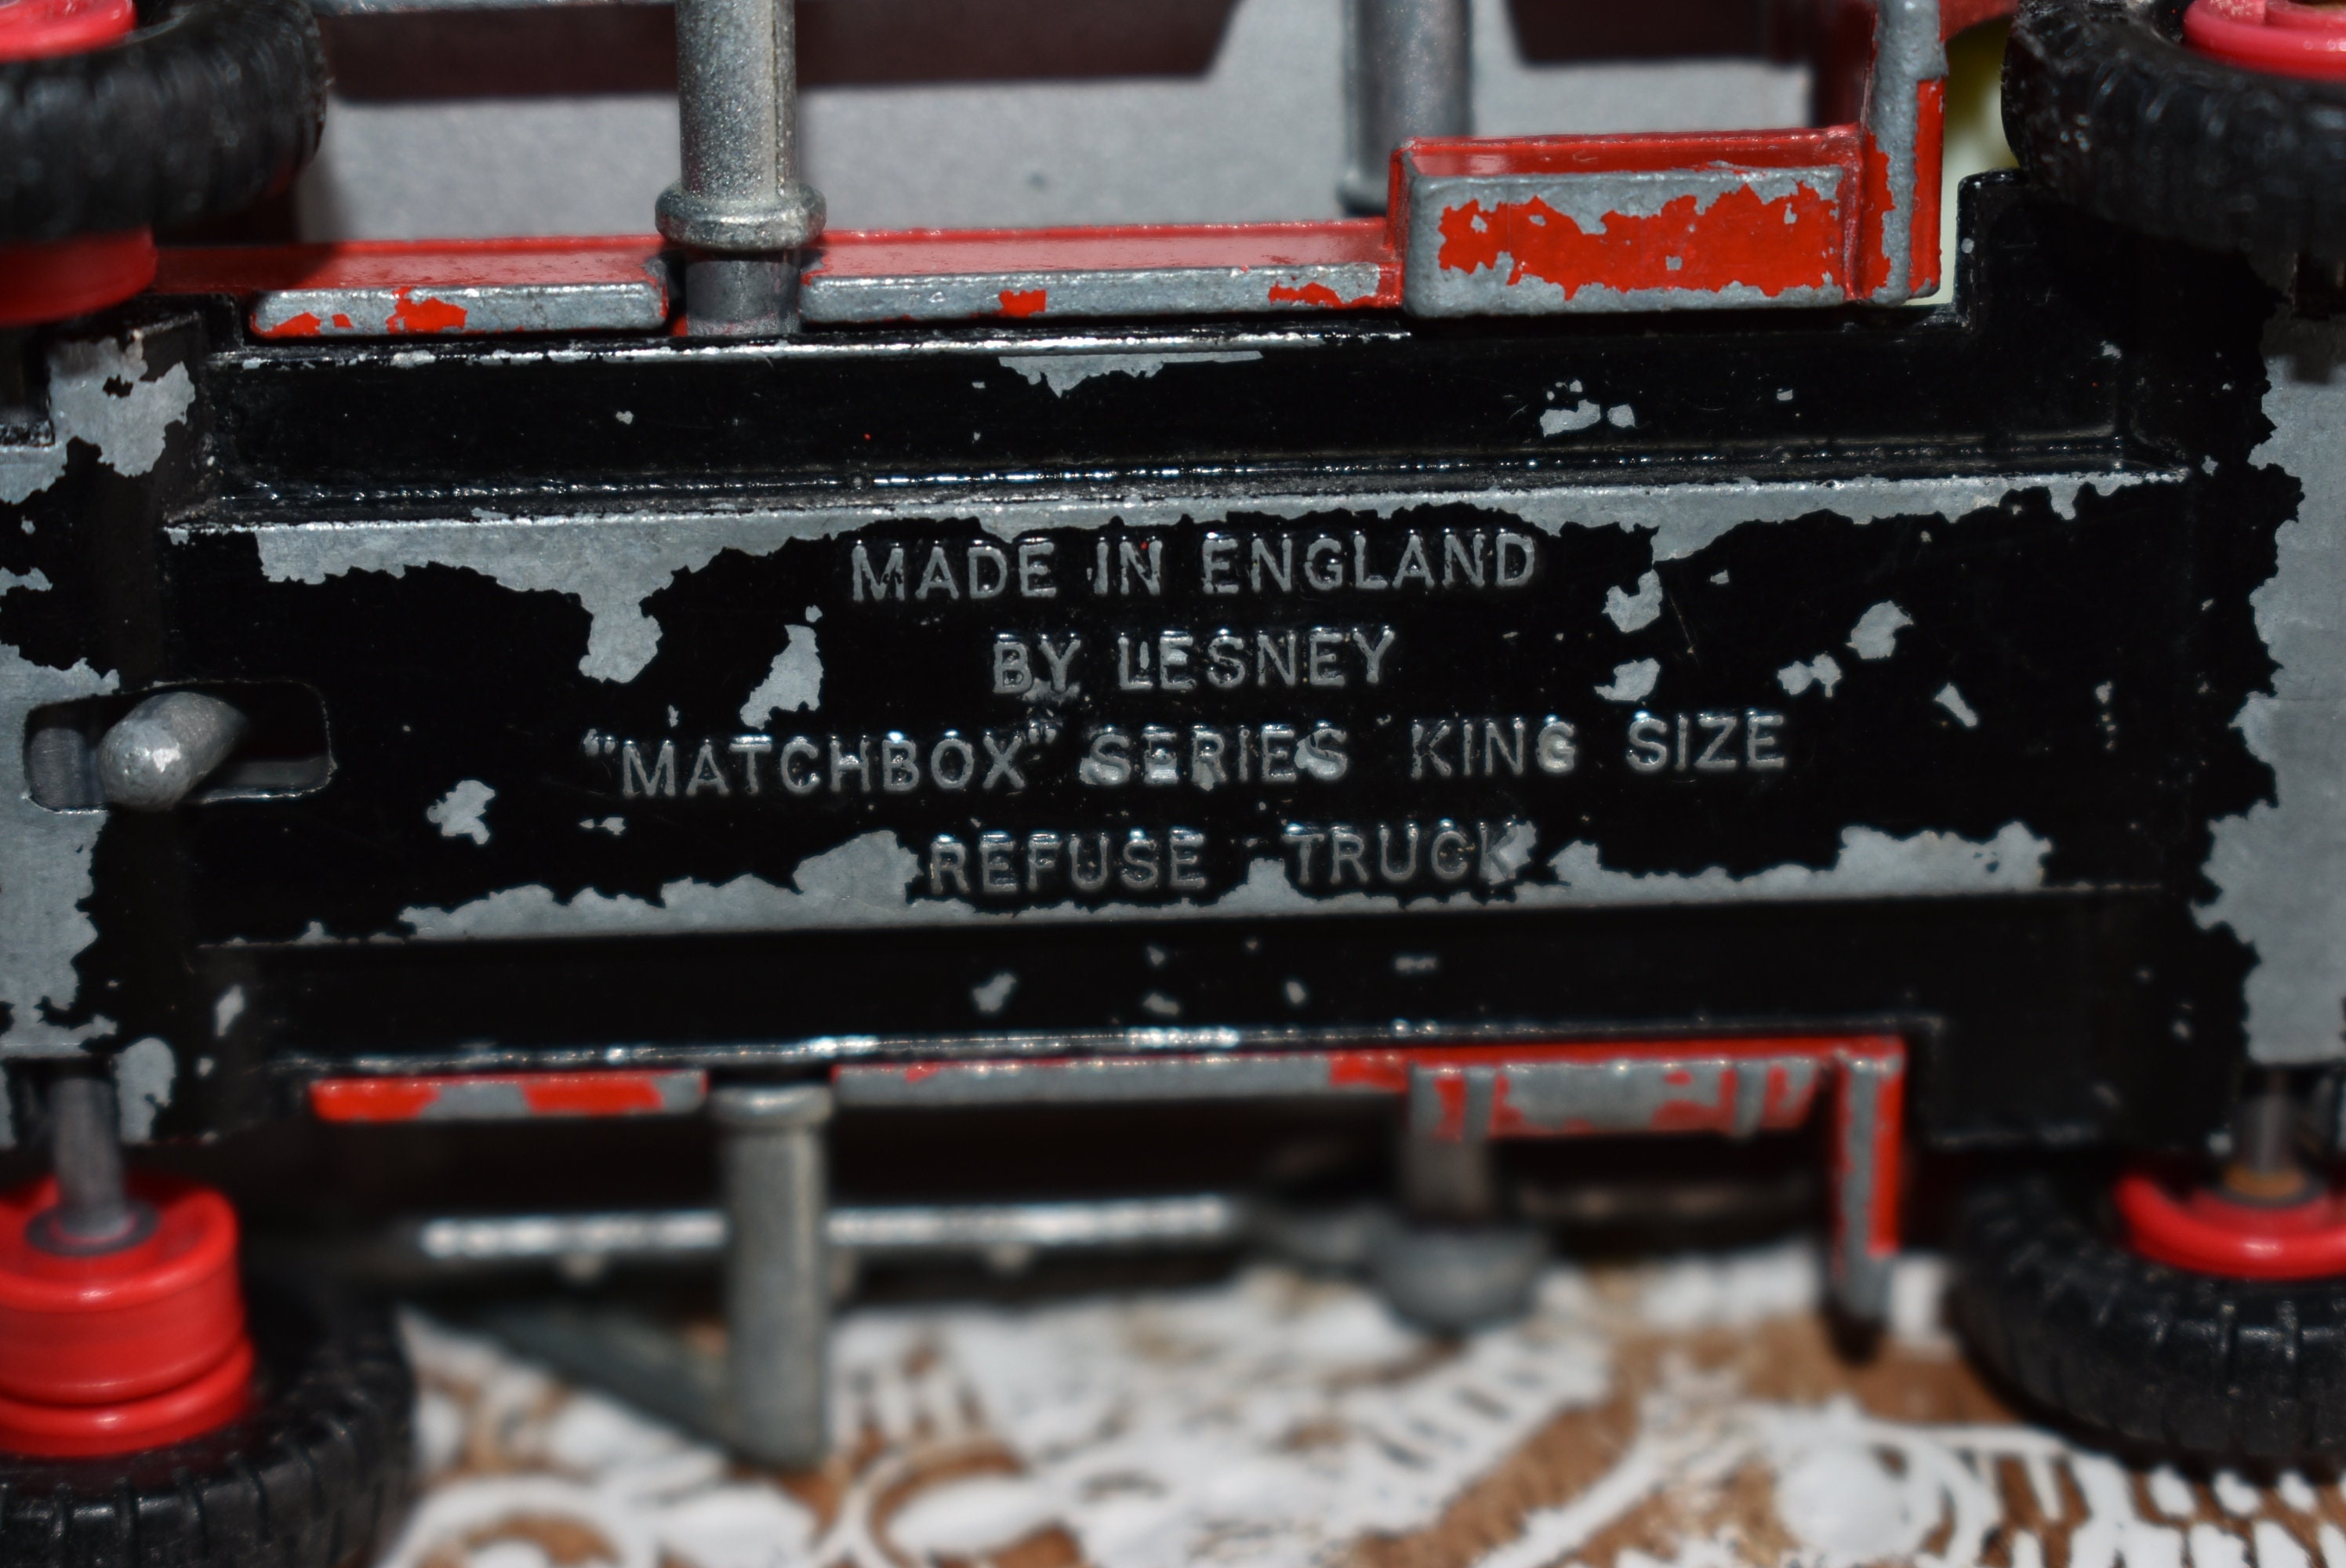 MADE IN ENGLAND
BY LESNEY
"MATCHBOX" SERIES KING SIZE
REFUSE TRUCK